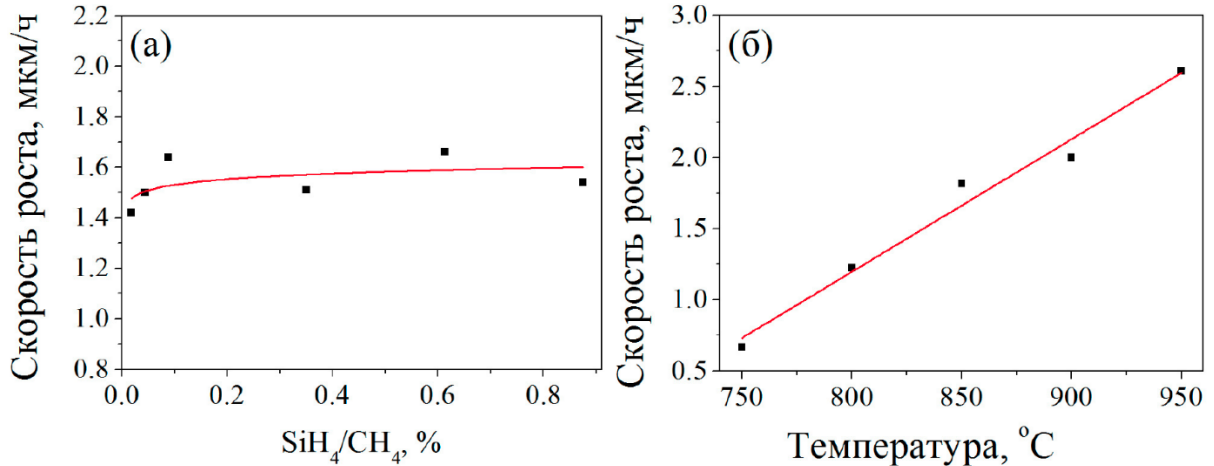 (а)
Скорость роста, мкм/ч
2.2
2.0
1.8
1.6
1.4
1.2
1.0
0.8
0.0 0.2 0.4 0.6 0.8
SiH₄/CH₄, %
(б)
Скорость роста, мкм/ч
3.0
2.5
2.0
1.5
1.0
0.5
750 800 850 900 950
Температура, °C